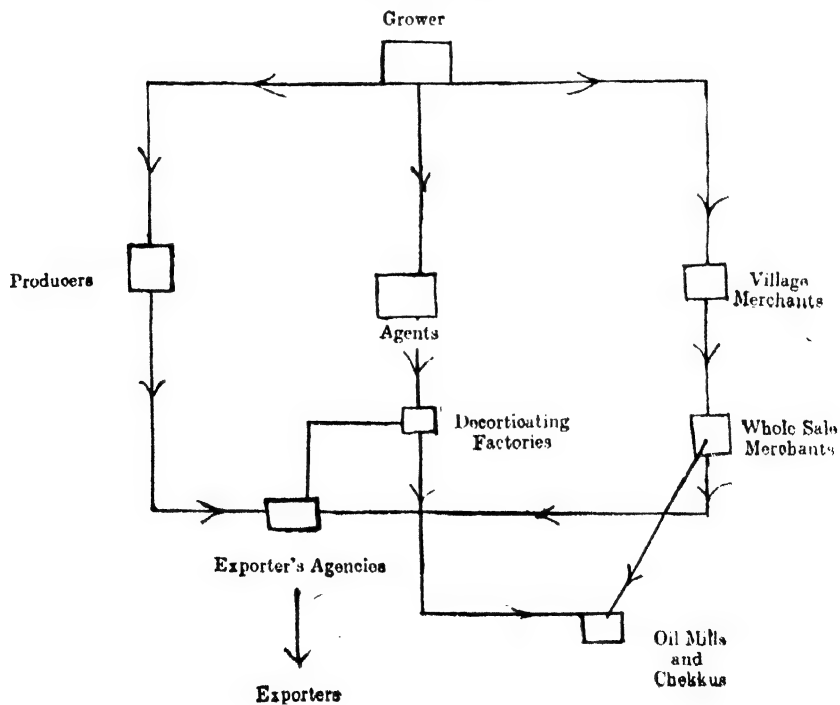 Grower
Producers
Agents
Village
Merchants
Decorticating
Factories
Whole Sale
Merchants
Exporter's Agencies
Oil Mills
and
Chekkus
Exporters